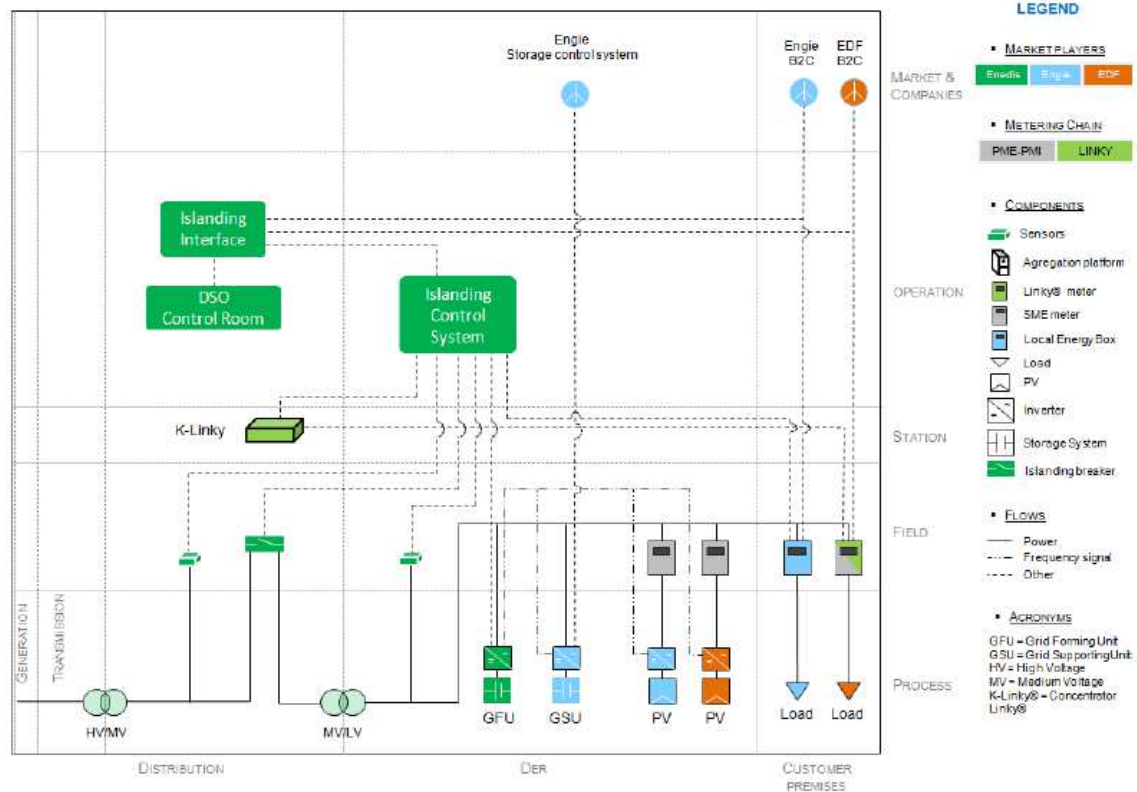 Engie
Storage control system
Engie
B2C
EDF
B2C
MARKET &
COMPANIES
Islanding
Interface
DSO
Control Room
Islanding
Control
System
OPERATION
K-Linky
STATION
FIELD
GENERATION
TRANSMISSION
HV/MV
MV/LV
GFU
GSU
PV
PV
Load
Load
PROCESS
DISTRIBUTION
DER
CUSTOMER
PREMISES
LEGEND
▪ MARKET PLAYERS
Enedis
Engie
EDF
▪ METERING CHAIN
PME-PMI
LINKY
▪ COMPONENTS
Sensors
Agregation platform
Linky® meter
SME meter
Local Energy Box
Load
PV
Inverter
Storage System
Islanding breaker
▪ FLOWS
Power
Frequency signal
Other
▪ ACRONYMS
GFU = Grid Forming Unit
GSU = Grid Supporting Unit
HV = High Voltage
MV = Medium Voltage
K-Linky® = Concentrator
Linky®